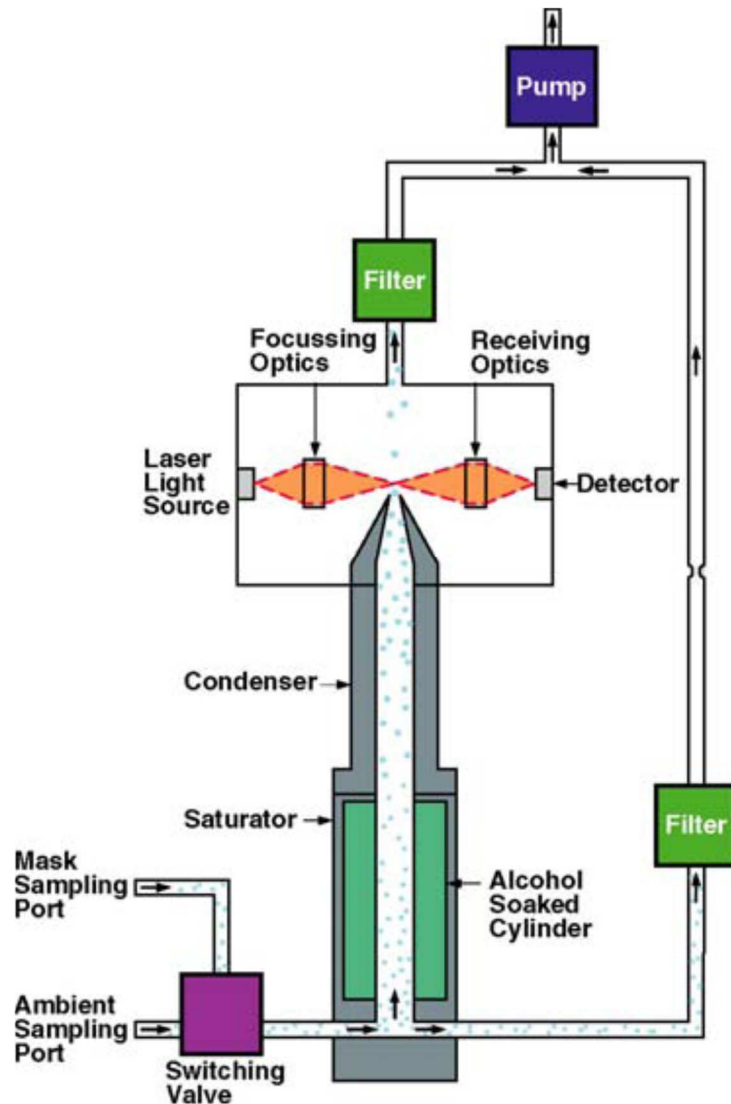 Pump
Filter
Focussing
Optics
Receiving
Optics
Laser
Light
Source
Detector
Condenser
Saturator
Filter
Mask
Sampling
Port
Alcohol
Soaked
Cylinder
Ambient
Sampling
Port
Switching
Valve